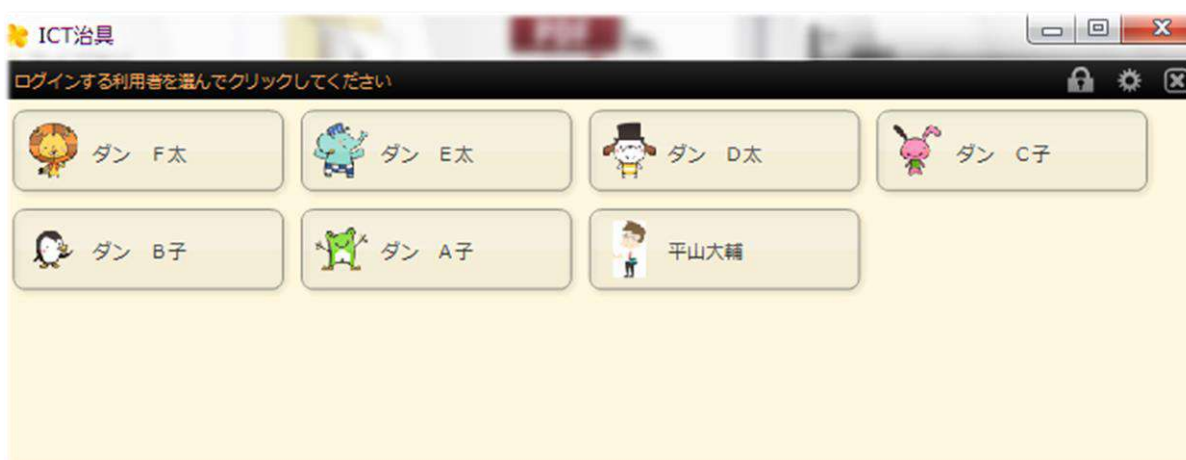 ICT治具
ログインする利用者を選んでクリックしてください
ダン　F太
ダン　E太
ダン　D太
ダン　C子
ダン　B子
ダン　A子
平山大輔